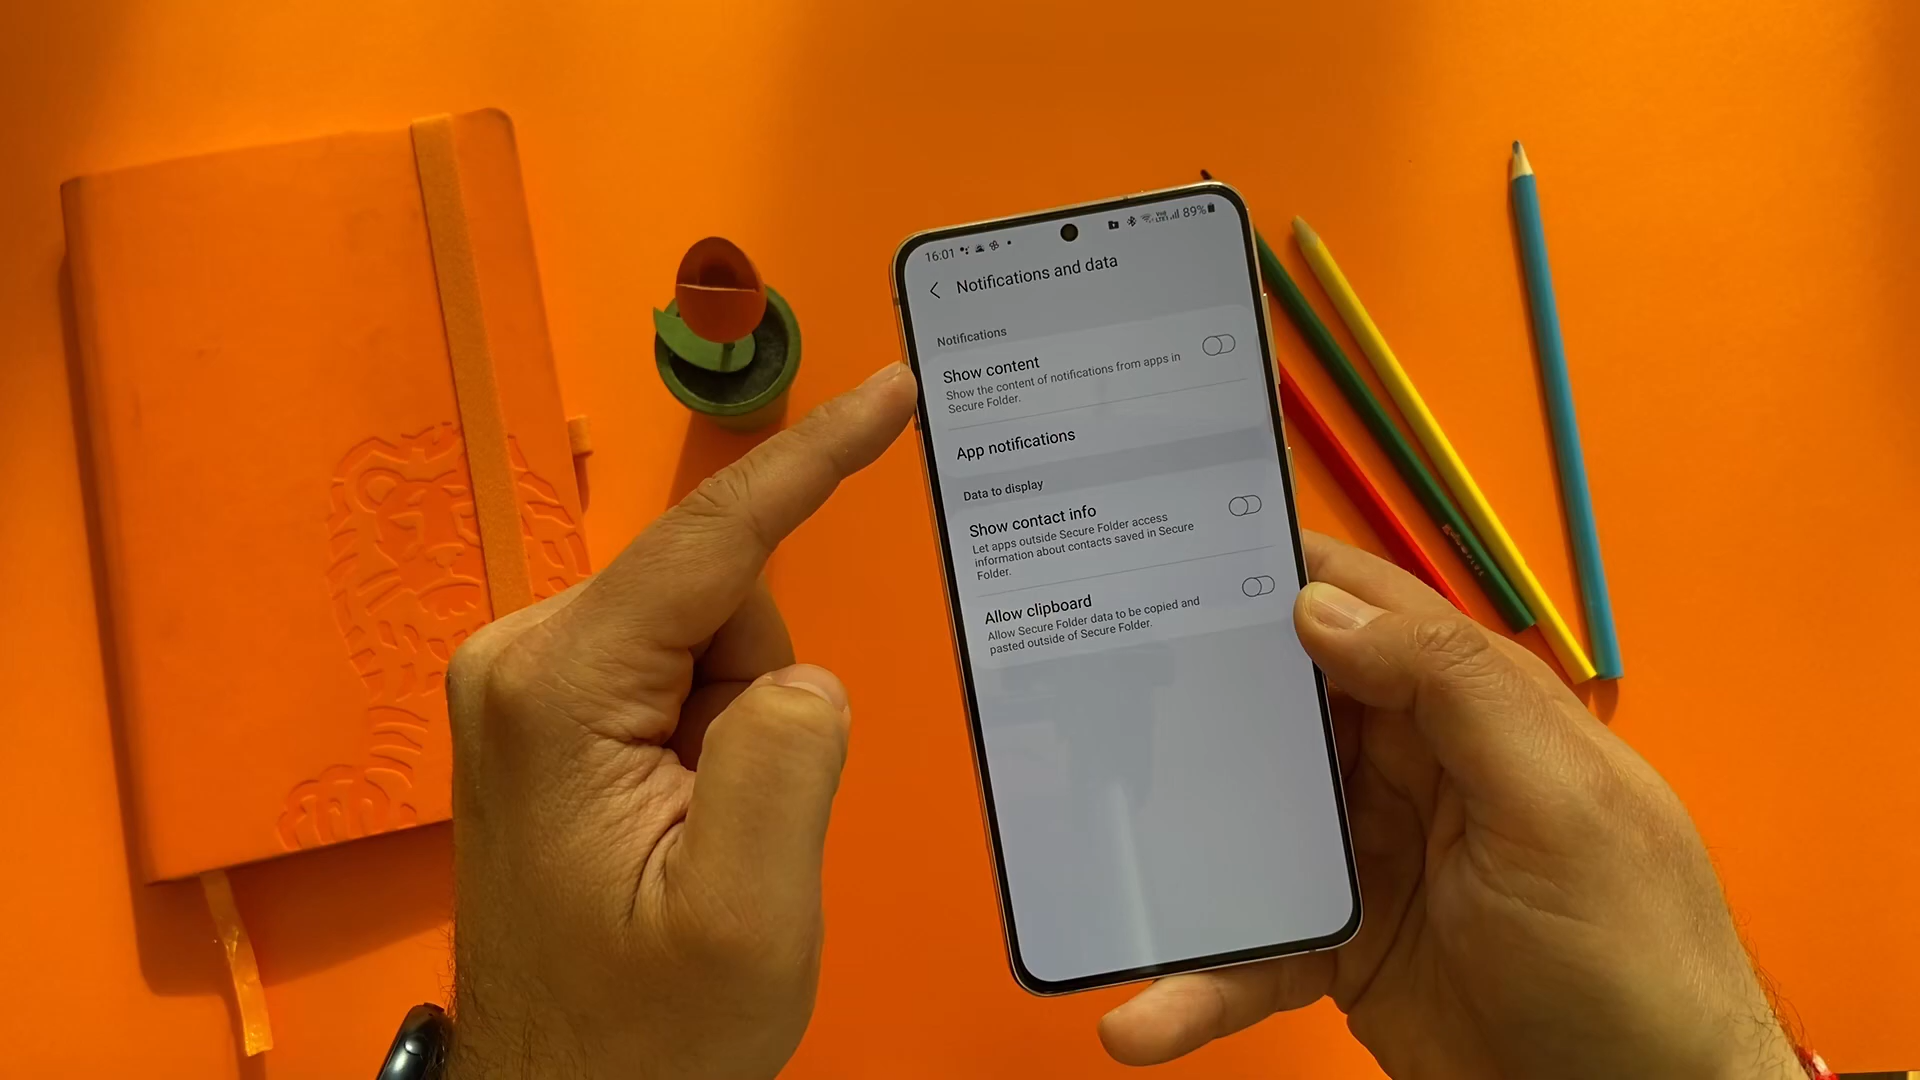 16:01 89%
Notifications and data
Notifications
Show content
Show the content of notifications from apps in
Secure Folder.
App notifications
Data to display
Show contact info
Let apps outside Secure Folder access
information about contacts saved in Secure
Folder.
Allow clipboard
Allow Secure Folder data to be copied and
pasted outside of Secure Folder.